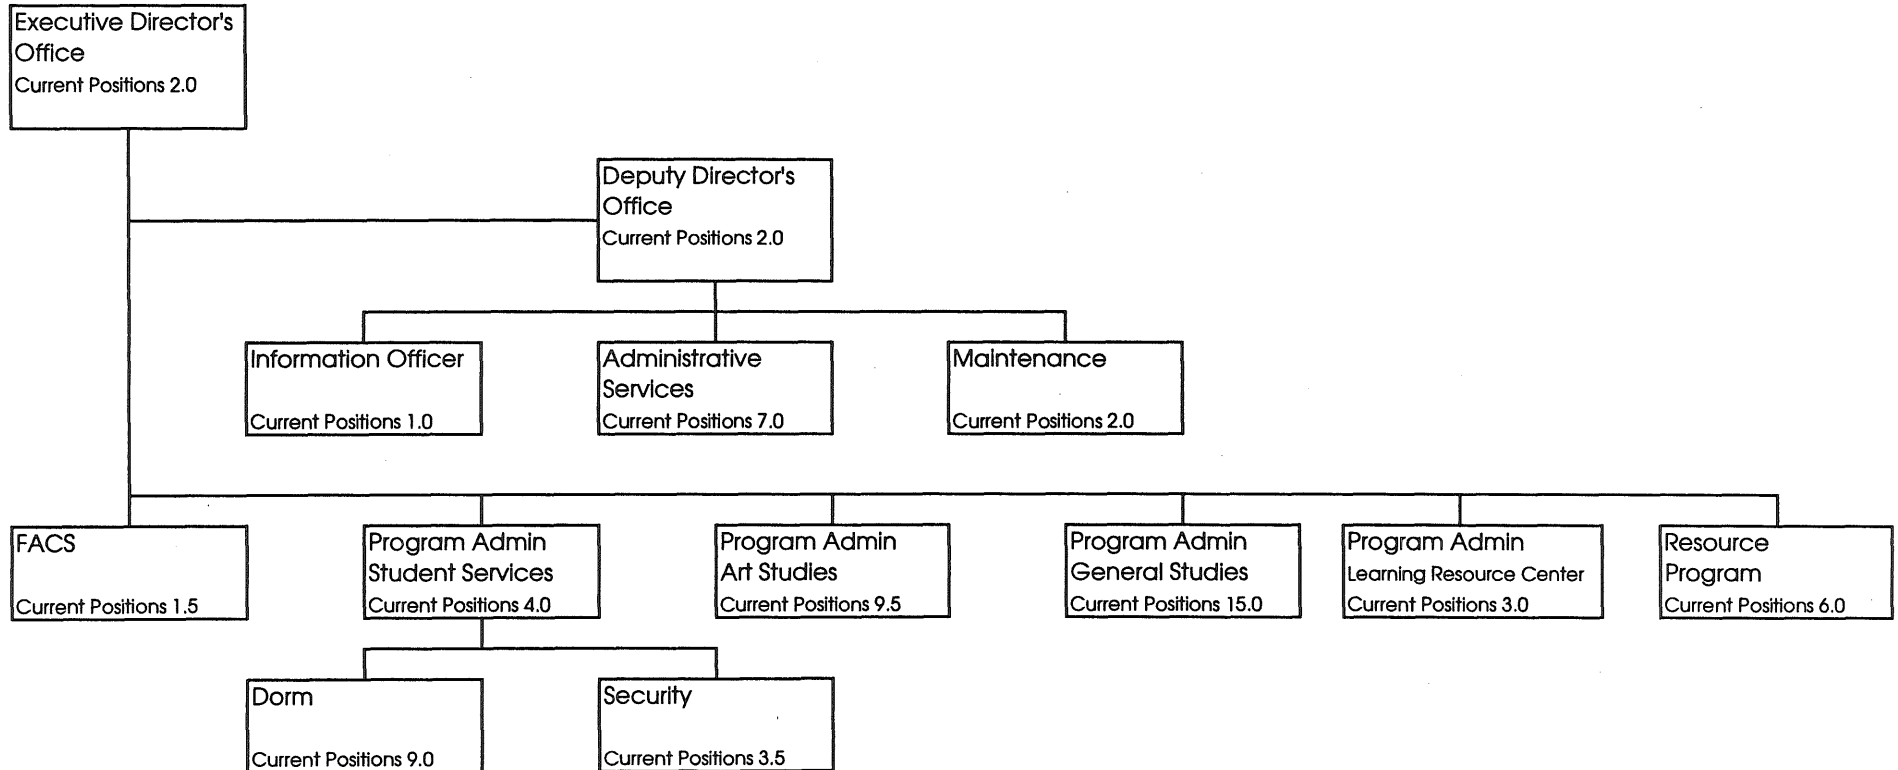 Executive Director's
Office
Current Positions 2.0
Deputy Director's
Office
Current Positions 2.0
Information Officer
Current Positions 1.0
Administrative
Services
Current Positions 7.0
Maintenance
Current Positions 2.0
FACS
Current Positions 1.5
Program Admin
Student Services
Current Positions 4.0
Program Admin
Art Studies
Current Positions 9.5
Program Admin
General Studies
Current Positions 15.0
Program Admin
Learning Resource Center
Current Positions 3.0
Resource
Program
Current Positions 6.0
Dorm
Current Positions 9.0
Security
Current Positions 3.5